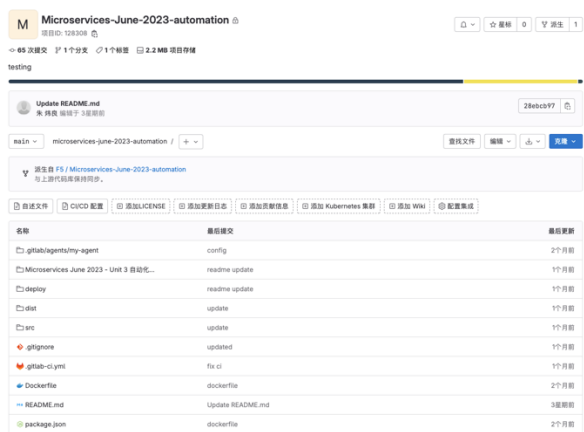 M
Microservices-June-2023-automation
项目ID: 128308
65 次提交 1 个分支 1 个标签 2.2 MB 项目存储
星标 0 派生 1
testing
Update README.md
朱 炜良 编辑于 3星期前
28ebcb97
main microservices-june-2023-automation / +
查找文件 编辑 克隆
派生自 F5 / Microservices-June-2023-automation
与上游代码库保持同步。
自述文件 CI/CD 配置 添加LICENSE 添加更新日志 添加贡献信息 添加 Kubernetes 集群 添加 Wiki 配置集成
名称 最后提交 最后更新
.gitlab/agents/my-agent config 2个月前
Microservices June 2023 - Unit 3 自动化... readme update 1个月前
deploy readme update 1个月前
dist update 1个月前
src update 1个月前
.gitignore updated 1个月前
.gitlab-ci.yml fix ci 1个月前
Dockerfile dockerfile 2个月前
README.md Update README.md 3星期前
package.json dockerfile 2个月前